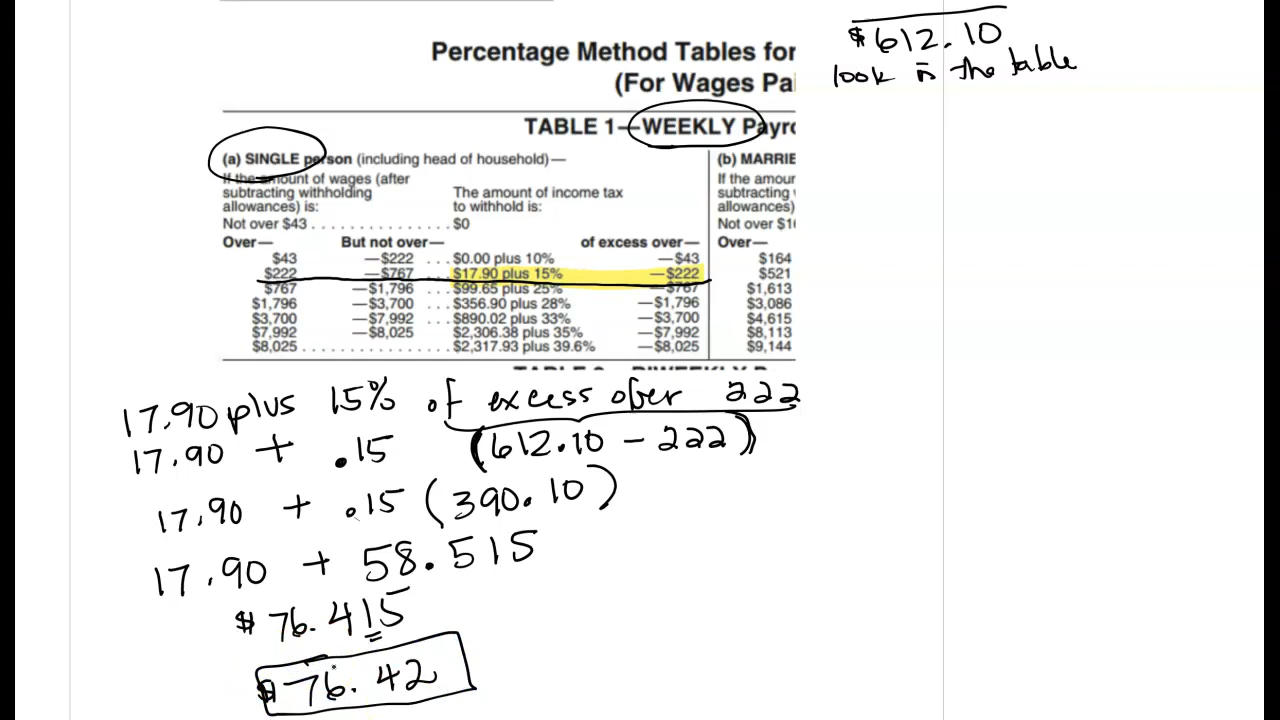 $612.10
look in the table
Percentage Method Tables for
(For Wages Pai
TABLE 1—WEEKLY Payro
(a) SINGLE person (including head of household)—
If the amount of wages (after
subtracting withholding
allowances) is:
The amount of income tax
to withhold is:
Not over $43 . . . . . . . . . . . . . . . $0
Over— But not over— of excess over—
$43 —$222 . . . $0.00 plus 10% —$43
$222 —$767 . . . $17.90 plus 15% —$222
$767 —$1,796 . . . $99.65 plus 25% —$767
$1,796 —$3,700 . . . $356.90 plus 28% —$1,796
$3,700 —$7,992 . . . $890.02 plus 33% —$3,700
$7,992 —$8,025 . . . $2,306.38 plus 35% —$7,992
$8,025 . . . . . . . . . . . . . . . $2,317.93 plus 39.6% —$8,025
(b) MARRIE
If the amour
subtracting
allowances)
Not over $1
Over—
$164
$521
$1,613
$3,086
$4,615
$8,113
$9,144
17.90 plus 15% of excess over 222
17.90 + .15 (612.10 - 222)
17.90 + .15 (390.10)
17.90 + 58.515
$76.415
$76.42